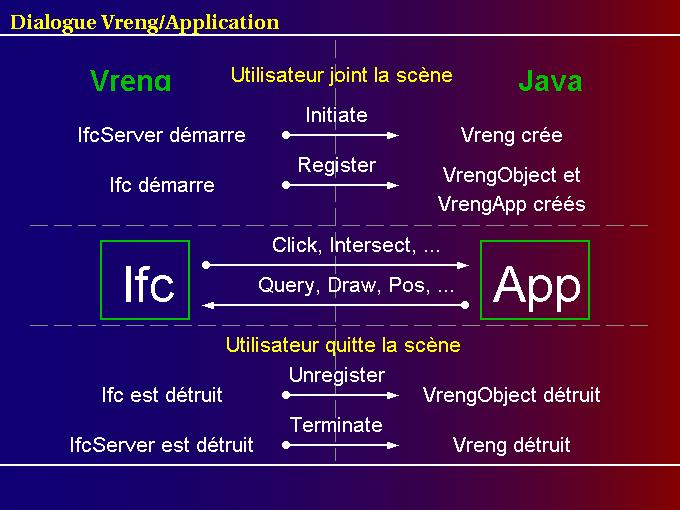 Dialogue Vreng/Application
Utilisateur joint la scène
Vreng
Java
Initiate
IfcServer démarre
Vreng crée
Register
Ifc démarre
VrengObject et
VrengApp créés
Click, Intersect, ...
Ifc
App
Query, Draw, Pos, ...
Utilisateur quitte la scène
Unregister
Ifc est détruit
VrengObject détruit
Terminate
IfcServer est détruit
Vreng détruit